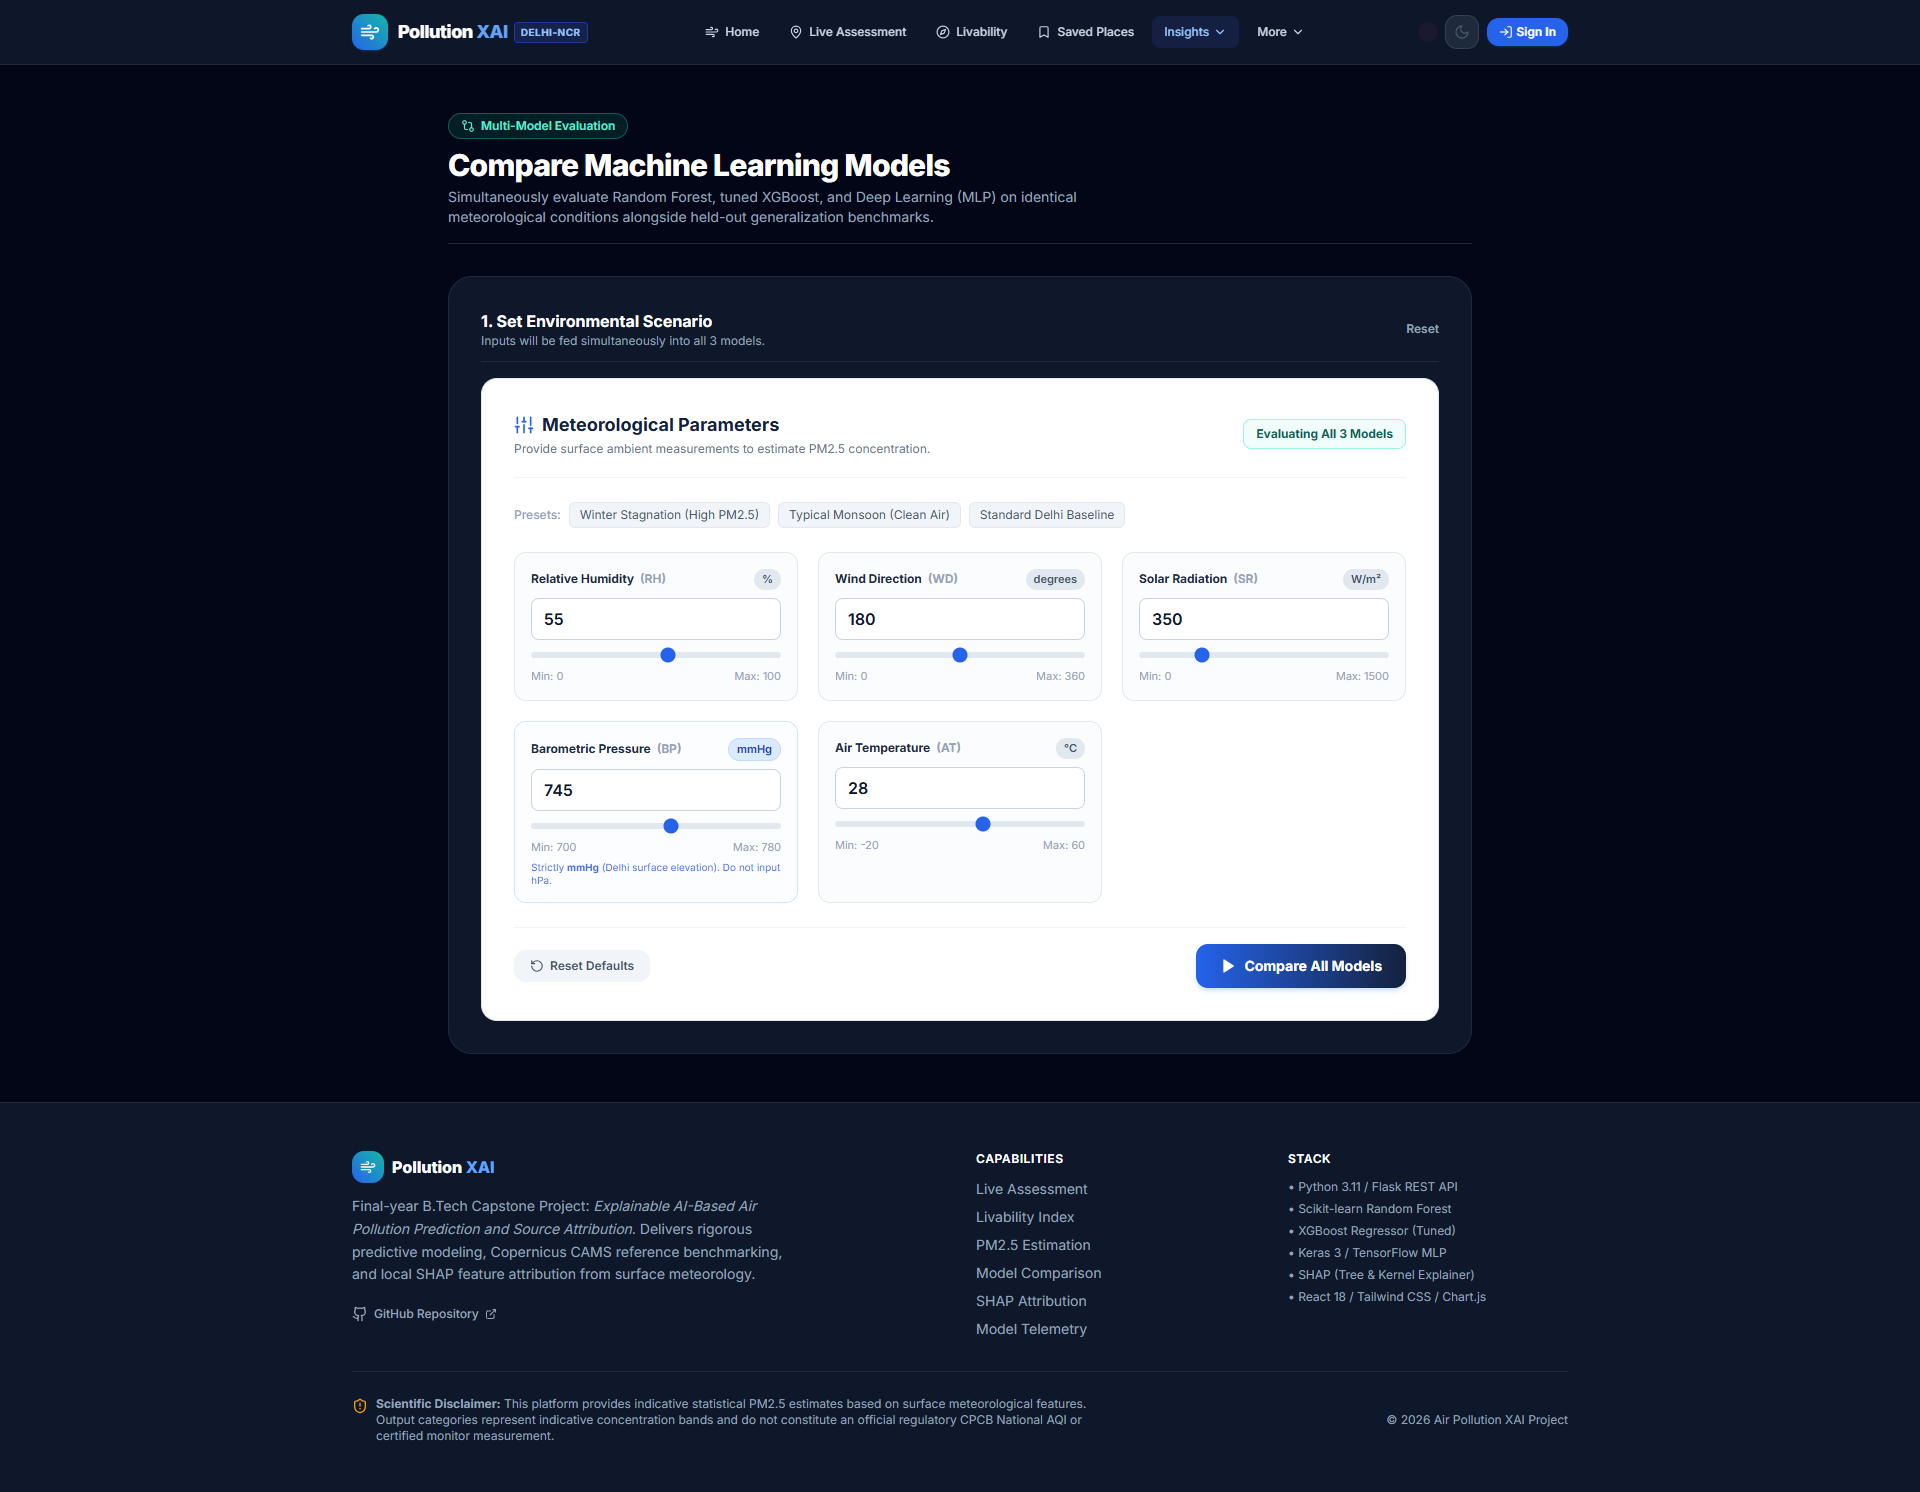 Pollution XAI DELHI-NCR
Home
Live Assessment
Livability
Saved Places
Insights
More
Sign In
Multi-Model Evaluation
Compare Machine Learning Models
Simultaneously evaluate Random Forest, tuned XGBoost, and Deep Learning (MLP) on identical
meteorological conditions alongside held-out generalization benchmarks.
1. Set Environmental Scenario
Inputs will be fed simultaneously into all 3 models.
Reset
Meteorological Parameters
Provide surface ambient measurements to estimate PM2.5 concentration.
Evaluating All 3 Models
Presets: Winter Stagnation (High PM2.5) Typical Monsoon (Clean Air) Standard Delhi Baseline
Relative Humidity (RH) %
55
Min: 0 Max: 100
Wind Direction (WD) degrees
180
Min: 0 Max: 360
Solar Radiation (SR) W/m²
350
Min: 0 Max: 1500
Barometric Pressure (BP) mmHg
745
Min: 700 Max: 780
Strictly mmHg (Delhi surface elevation). Do not input
hPa.
Air Temperature (AT) °C
28
Min: -20 Max: 60
Reset Defaults
Compare All Models
Pollution XAI
Final-year B.Tech Capstone Project: Explainable AI-Based Air
Pollution Prediction and Source Attribution. Delivers rigorous
predictive modeling, Copernicus CAMS reference benchmarking,
and local SHAP feature attribution from surface meteorology.
GitHub Repository
CAPABILITIES
Live Assessment
Livability Index
PM2.5 Estimation
Model Comparison
SHAP Attribution
Model Telemetry
STACK
• Python 3.11 / Flask REST API
• Scikit-learn Random Forest
• XGBoost Regressor (Tuned)
• Keras 3 / TensorFlow MLP
• SHAP (Tree & Kernel Explainer)
• React 18 / Tailwind CSS / Chart.js
Scientific Disclaimer: This platform provides indicative statistical PM2.5 estimates based on surface meteorological features.
Output categories represent indicative concentration bands and do not constitute an official regulatory CPCB National AQI or
certified monitor measurement.
© 2026 Air Pollution XAI Project